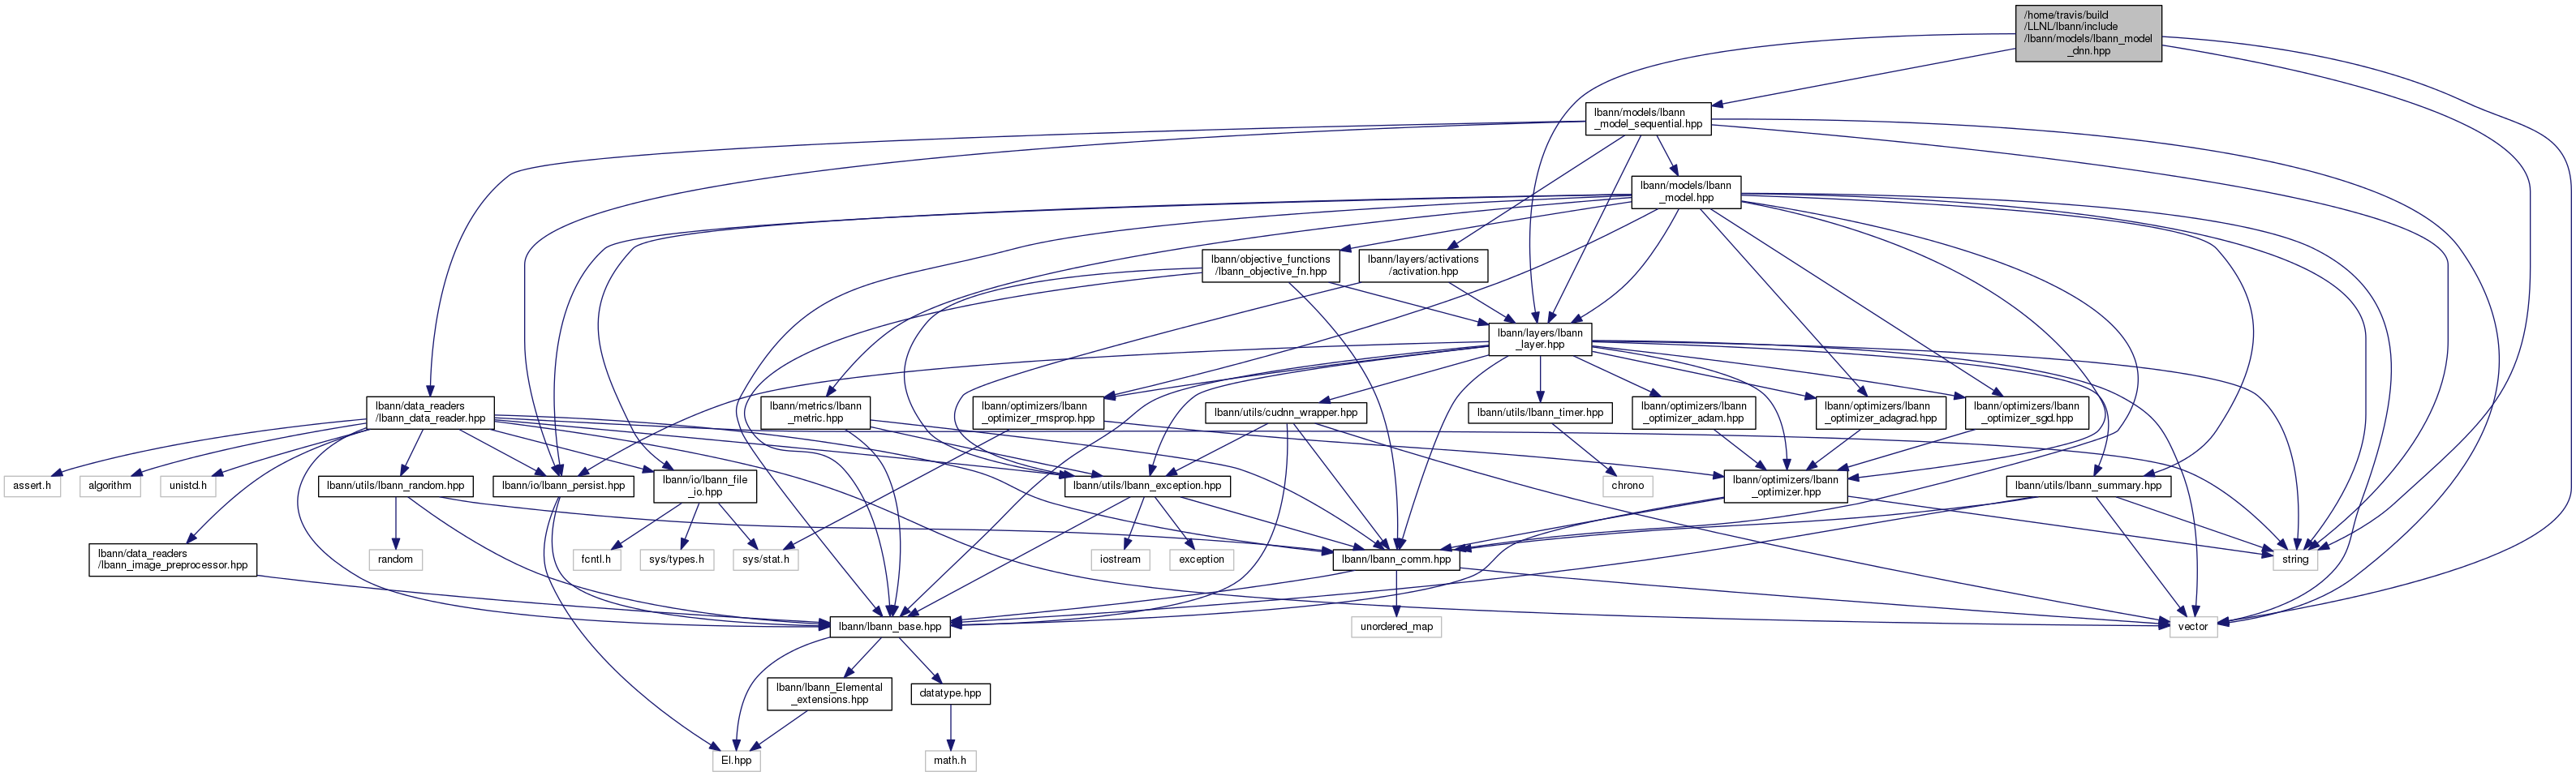 /home/travis/build
/LLNL/lbann/include
/lbann/models/lbann_model
_dnn.hpp
lbann/models/lbann
_model_sequential.hpp
lbann/models/lbann
_model.hpp
lbann/objective_functions
/lbann_objective_fn.hpp
lbann/layers/activations
/activation.hpp
lbann/layers/lbann
_layer.hpp
lbann/data_readers
/lbann_data_reader.hpp
lbann/metrics/lbann
_metric.hpp
lbann/optimizers/lbann
_optimizer_rmsprop.hpp
lbann/utils/cudnn_wrapper.hpp
lbann/utils/lbann_timer.hpp
lbann/optimizers/lbann
_optimizer_adam.hpp
lbann/optimizers/lbann
_optimizer_adagrad.hpp
lbann/optimizers/lbann
_optimizer_sgd.hpp
assert.h
algorithm
unistd.h
lbann/utils/lbann_random.hpp
lbann/io/lbann_persist.hpp
lbann/io/lbann_file
_io.hpp
lbann/utils/lbann_exception.hpp
chrono
lbann/optimizers/lbann
_optimizer.hpp
lbann/utils/lbann_summary.hpp
lbann/data_readers
/lbann_image_preprocessor.hpp
random
fcntl.h
sys/types.h
sys/stat.h
iostream
exception
lbann/lbann_comm.hpp
string
lbann/lbann_base.hpp
unordered_map
vector
lbann/lbann_Elemental
_extensions.hpp
datatype.hpp
El.hpp
math.h